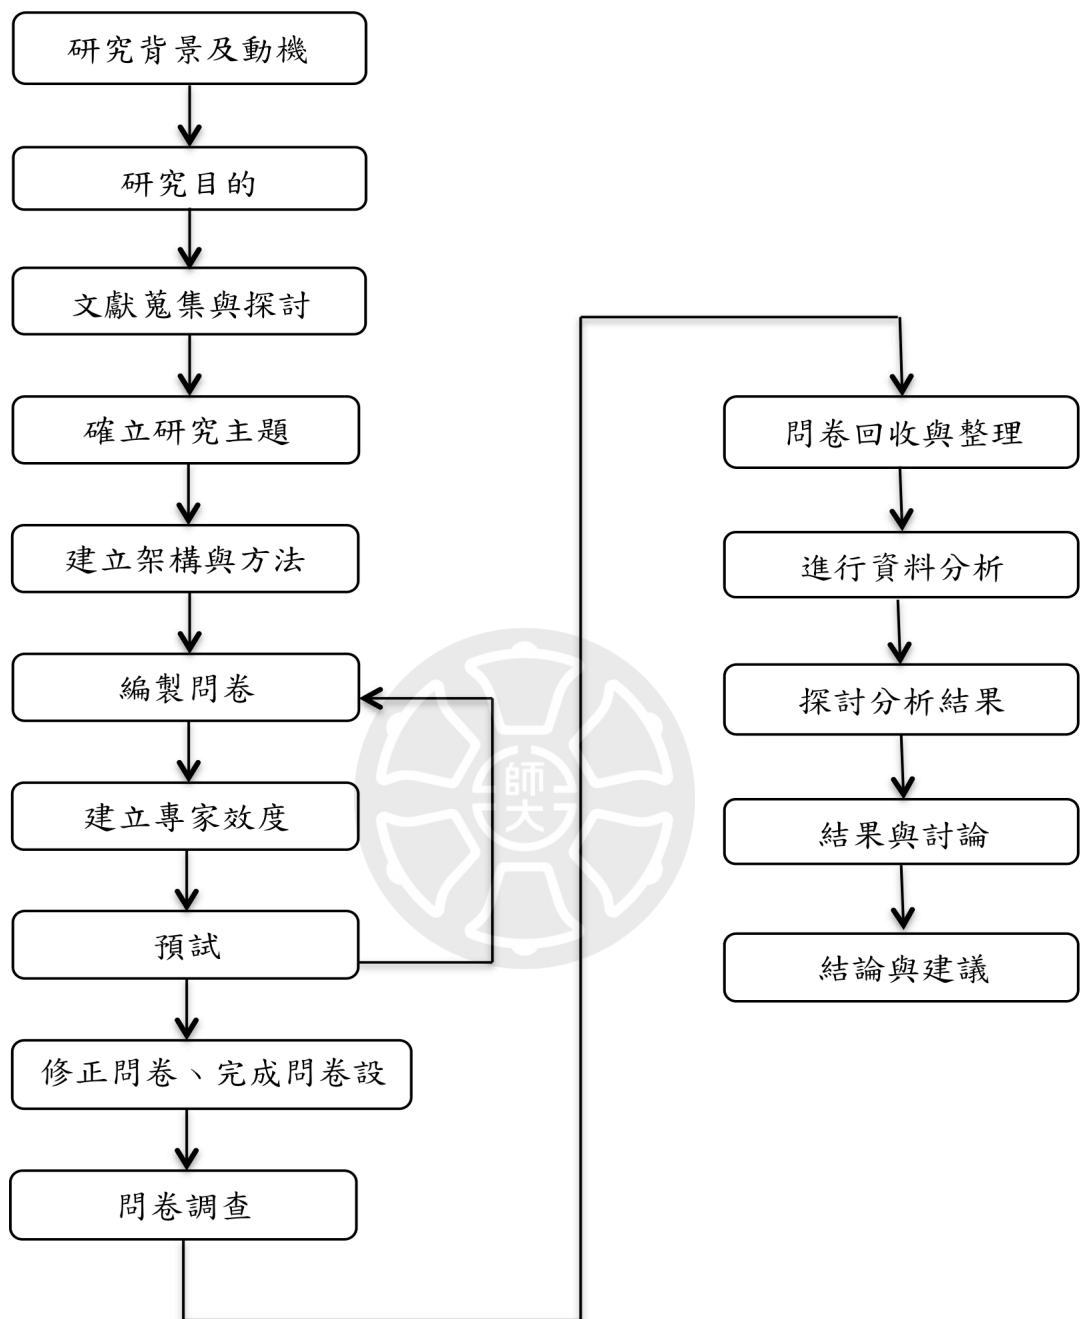 研究背景及動機
研究目的
文獻蒐集與探討
確立研究主題
建立架構與方法
編製問卷
建立專家效度
預試
修正問卷、完成問卷設
問卷調查
師大
問卷回收與整理
進行資料分析
探討分析結果
結果與討論
結論與建議